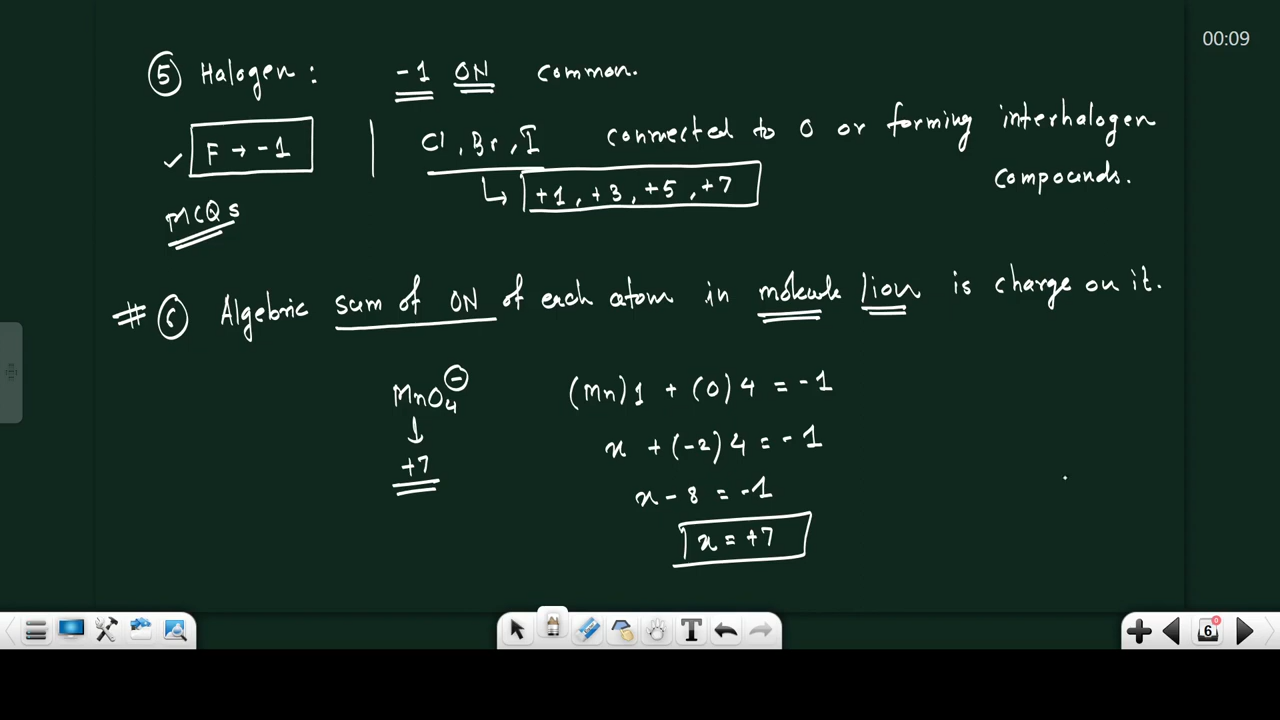 00:09
⑤ Halogen : -1 ON common.
F → -1 | Cl, Br, I connected to O or forming interhalogen
compounds.
↳ +1, +3, +5, +7
MCQs
# ⑥ Algebric sum of ON of each atom in molecule / ion is charge on it.
MnO₄⁻ (Mn)1 + (O)4 = -1
↓
x + (-2)4 = -1
+7
x - 8 = -1
x = +7
T 6